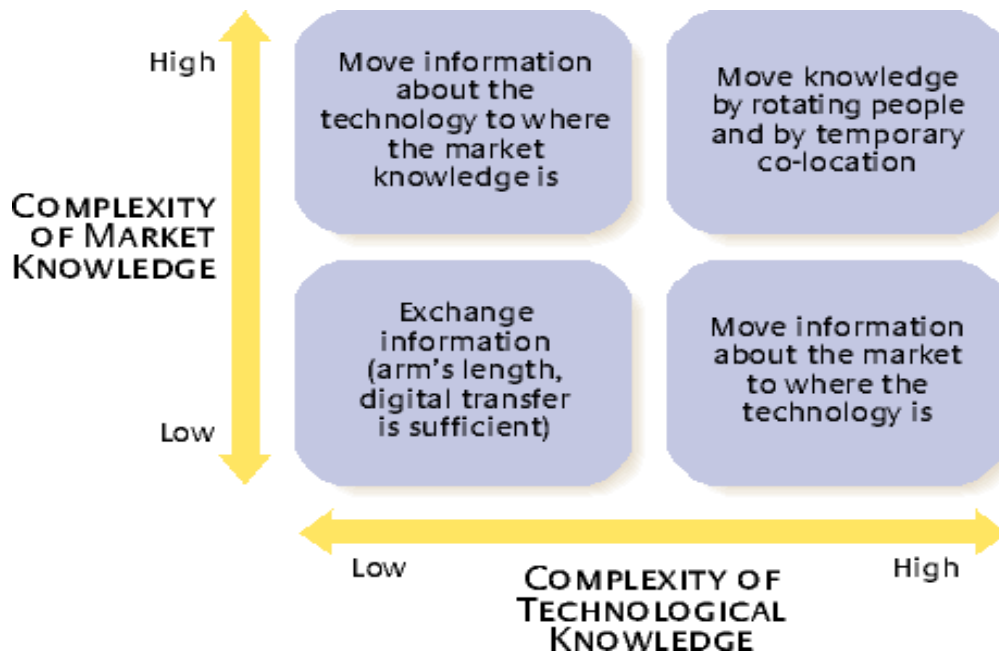 High
Move information
about the
technology to where
the market
knowledge is
Move knowledge
by rotating people
and by temporary
co-location
COMPLEXITY
OF MARKET
KNOWLEDGE
Exchange
information
(arm's length,
digital transfer
is sufficient)
Move information
about the market
to where the
technology is
Low
Low
High
COMPLEXITY OF
TECHNOLOGICAL
KNOWLEDGE